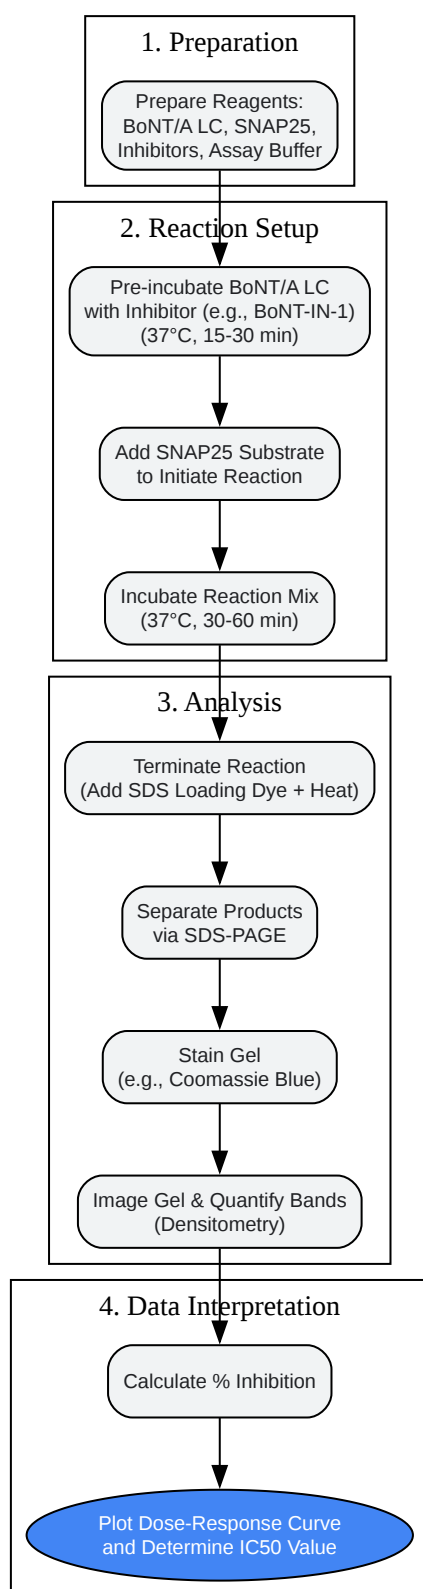 1. Preparation
Prepare Reagents:
BoNT/A LC, SNAP25,
Inhibitors, Assay Buffer
2. Reaction Setup
Pre-incubate BoNT/A LC
with Inhibitor (e.g., BoNT-IN-1)
(37°C, 15-30 min)
Add SNAP25 Substrate
to Initiate Reaction
Incubate Reaction Mix
(37°C, 30-60 min)
3. Analysis
Terminate Reaction
(Add SDS Loading Dye + Heat)
Separate Products
via SDS-PAGE
Stain Gel
(e.g., Coomassie Blue)
Image Gel & Quantify Bands
(Densitometry)
4. Data Interpretation
Calculate % Inhibition
Plot Dose-Response Curve
and Determine IC50 Value